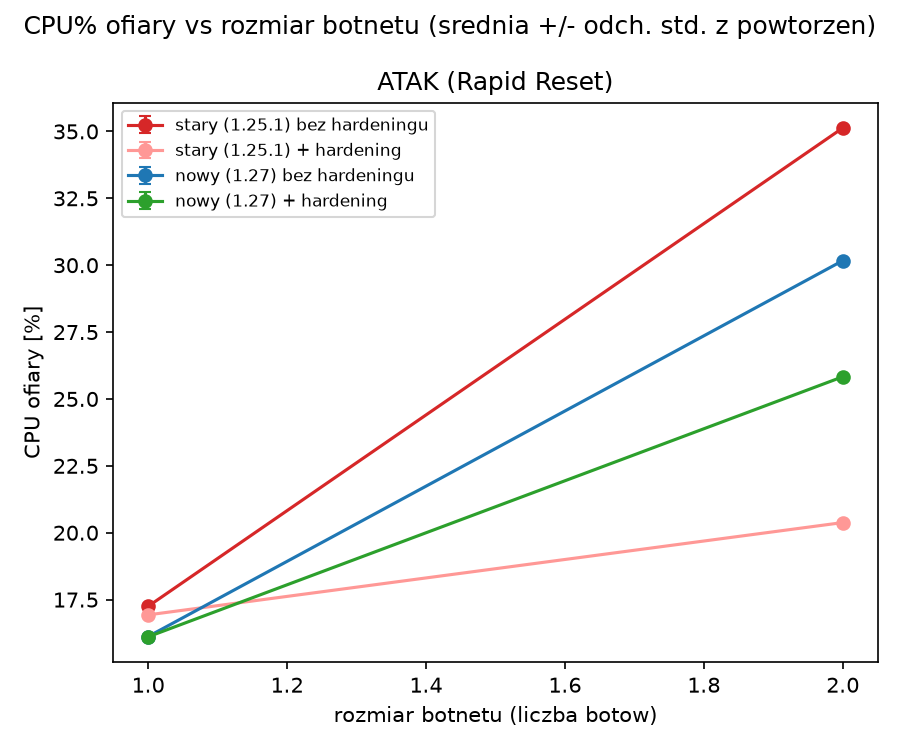 CPU% ofiary vs rozmiar botnetu (srednia +/- odch. std. z powtorzen)
ATAK (Rapid Reset)
stary (1.25.1) bez hardeningu
stary (1.25.1) + hardening
nowy (1.27) bez hardeningu
nowy (1.27) + hardening
CPU ofiary [%]
35.0
32.5
30.0
27.5
25.0
22.5
20.0
17.5
1.0 1.2 1.4 1.6 1.8 2.0
rozmiar botnetu (liczba botow)